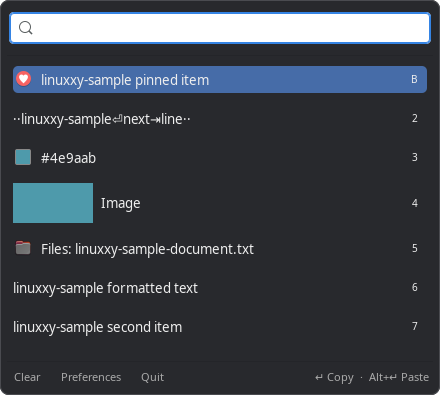 linuxxy-sample pinned item B
··linuxxy-sample⏎next⇥line·· 2
#4e9aab 3
Image 4
Files: linuxxy-sample-document.txt 5
linuxxy-sample formatted text 6
linuxxy-sample second item 7
Clear Preferences Quit ↵ Copy · Alt+↵ Paste